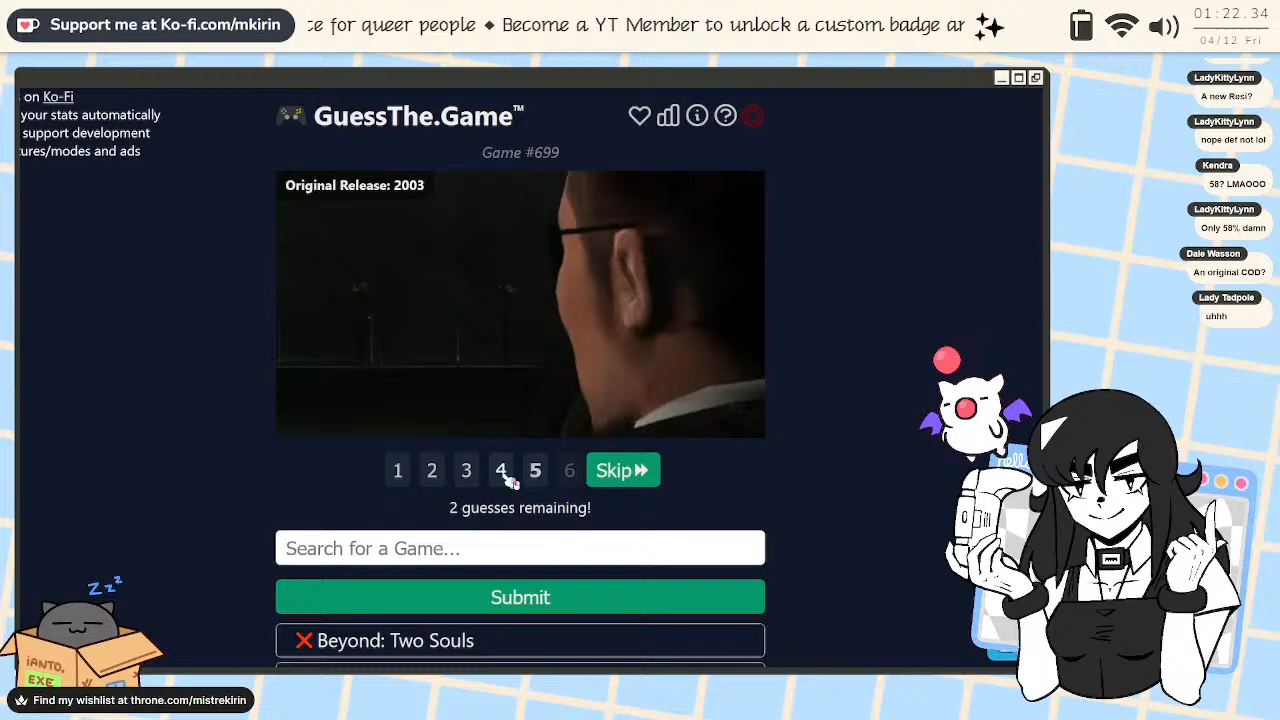 Support me at Ko-fi.com/mkirin
ce for queer people ◆ Become a YT Member to unlock a custom badge
01:22.34
04/12 Fri
on Ko-Fi
your stats automatically
support development
ures/modes and ads
GuessThe.Game™
Game #699
Original Release: 2003
1 2 3 4 5 6 Skip
2 guesses remaining!
Search for a Game...
Submit
❌ Beyond: Two Souls
LadyKittyLynn
A new Resi?
LadyKittyLynn
nope def not lol
Kendra
58? LMAOOO
LadyKittyLynn
Only 58% damn
Dale Wasson
An original COD?
Lady Tadpole
uhhh
hello
Z z z
iANTO.
EXE
Find my wishlist at throne.com/mistrekirin